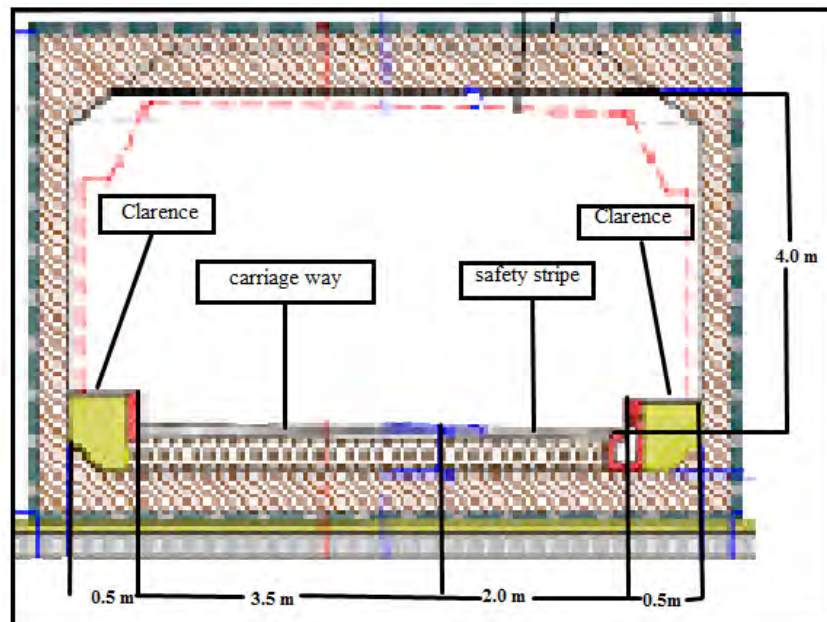 Clarence
Clarence
carriage way
safety stripe
4.0 m
0.5 m
3.5 m
2.0 m
0.5m